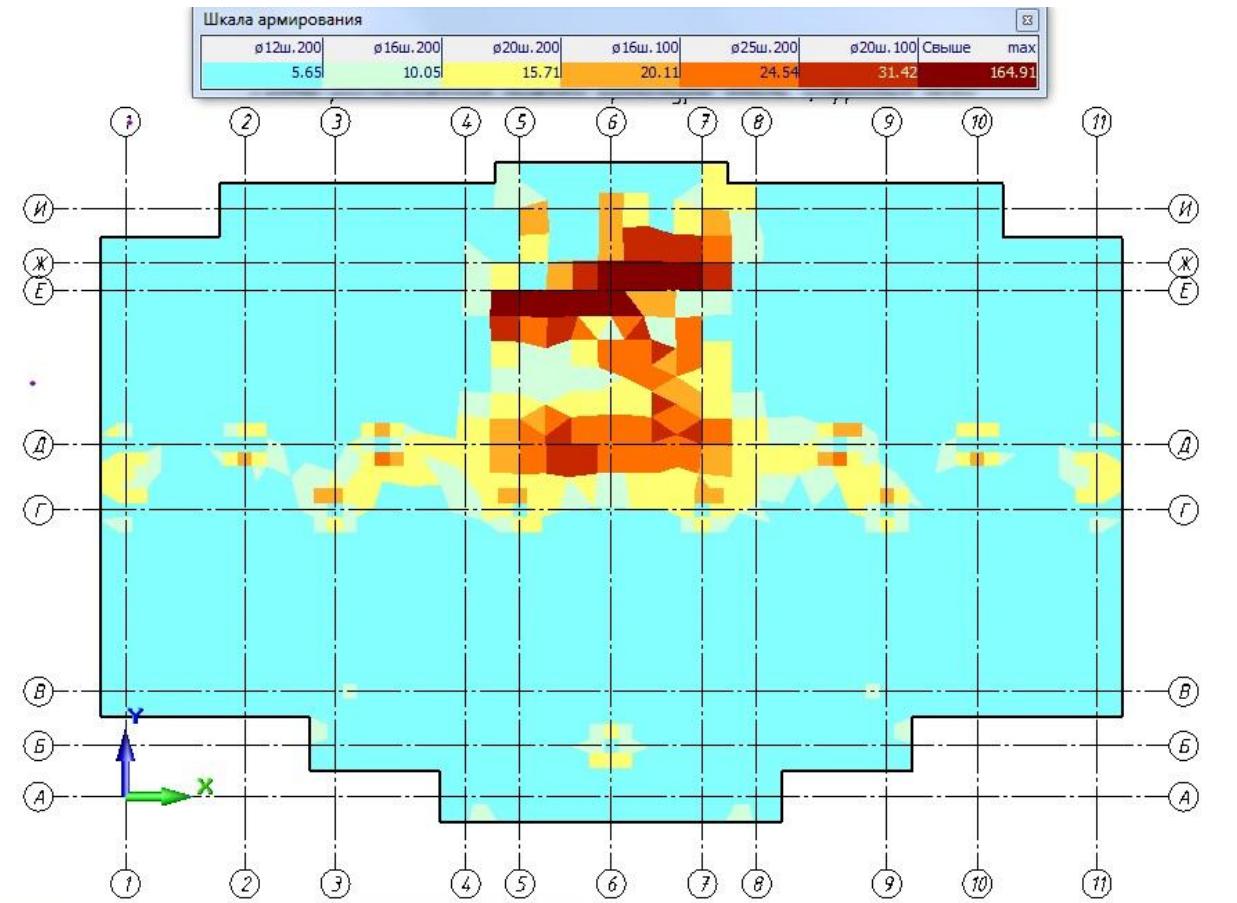 Шкала армирования
ø12ш.200 ø16ш.200 ø20ш.200 ø16ш.100 ø25ш.200 ø20ш.100 Свыше max
5.65 10.05 15.71 20.11 24.54 31.42 164.91
1 2 3 4 5 6 7 8 9 10 11
И И
Ж Ж
Е Е
Д Д
Г Г
В В
Y
Б Б
X
А А
1 2 3 4 5 6 7 8 9 10 11